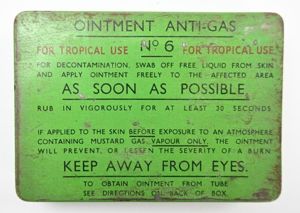 OINTMENT ANTI-GAS
FOR TROPICAL USE Nº 6 FOR TROPICAL USE
FOR DECONTAMINATION, SWAB OFF FREE LIQUID FROM SKIN
AND APPLY OINTMENT FREELY TO THE AFFECTED AREA
AS SOON AS POSSIBLE
RUB IN VIGOROUSLY FOR AT LEAST 30 SECONDS
IF APPLIED TO THE SKIN BEFORE EXPOSURE TO AN ATMOSPHERE
CONTAINING MUSTARD GAS VAPOUR ONLY, THE OINTMENT
WILL PREVENT, OR LESSEN THE SEVERITY OF A BURN
KEEP AWAY FROM EYES.
TO OBTAIN OINTMENT FROM TUBE
SEE DIRECTIONS ON BACK OF BOX.